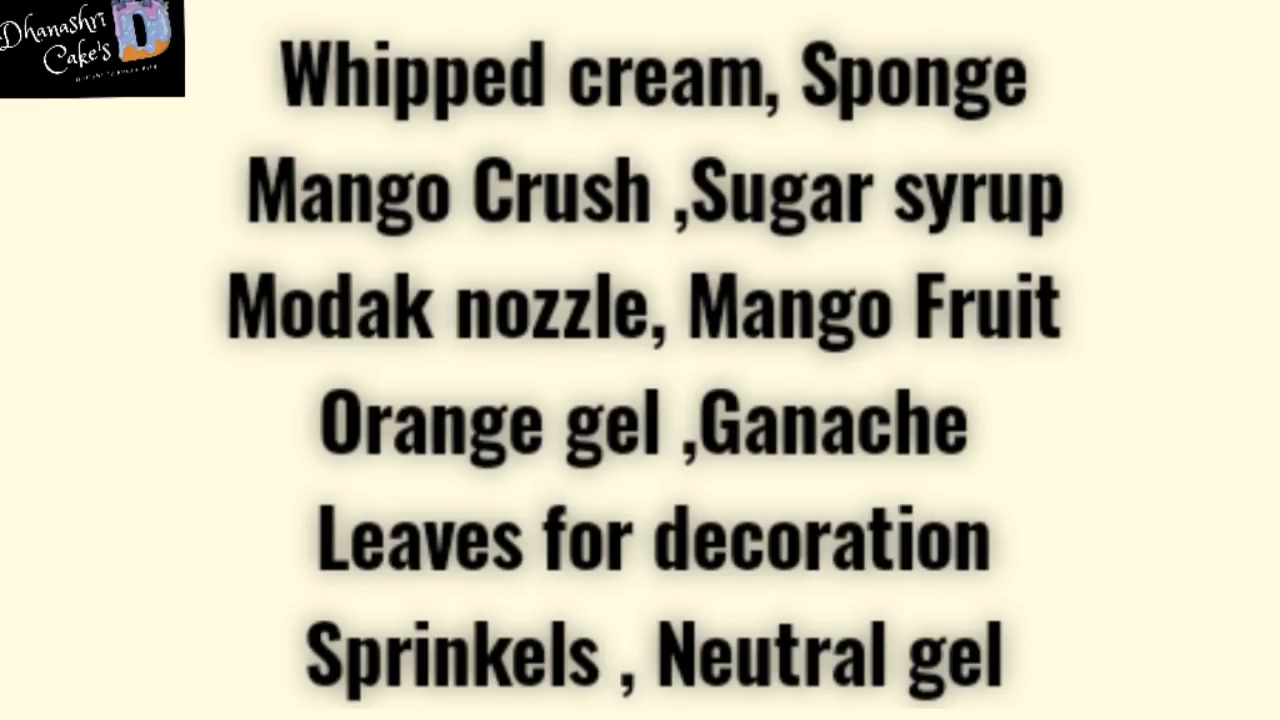 Dhanashri
Cake's
Whipped cream, Sponge
Mango Crush ,Sugar syrup
Modak nozzle, Mango Fruit
Orange gel ,Ganache
Leaves for decoration
Sprinkels , Neutral gel